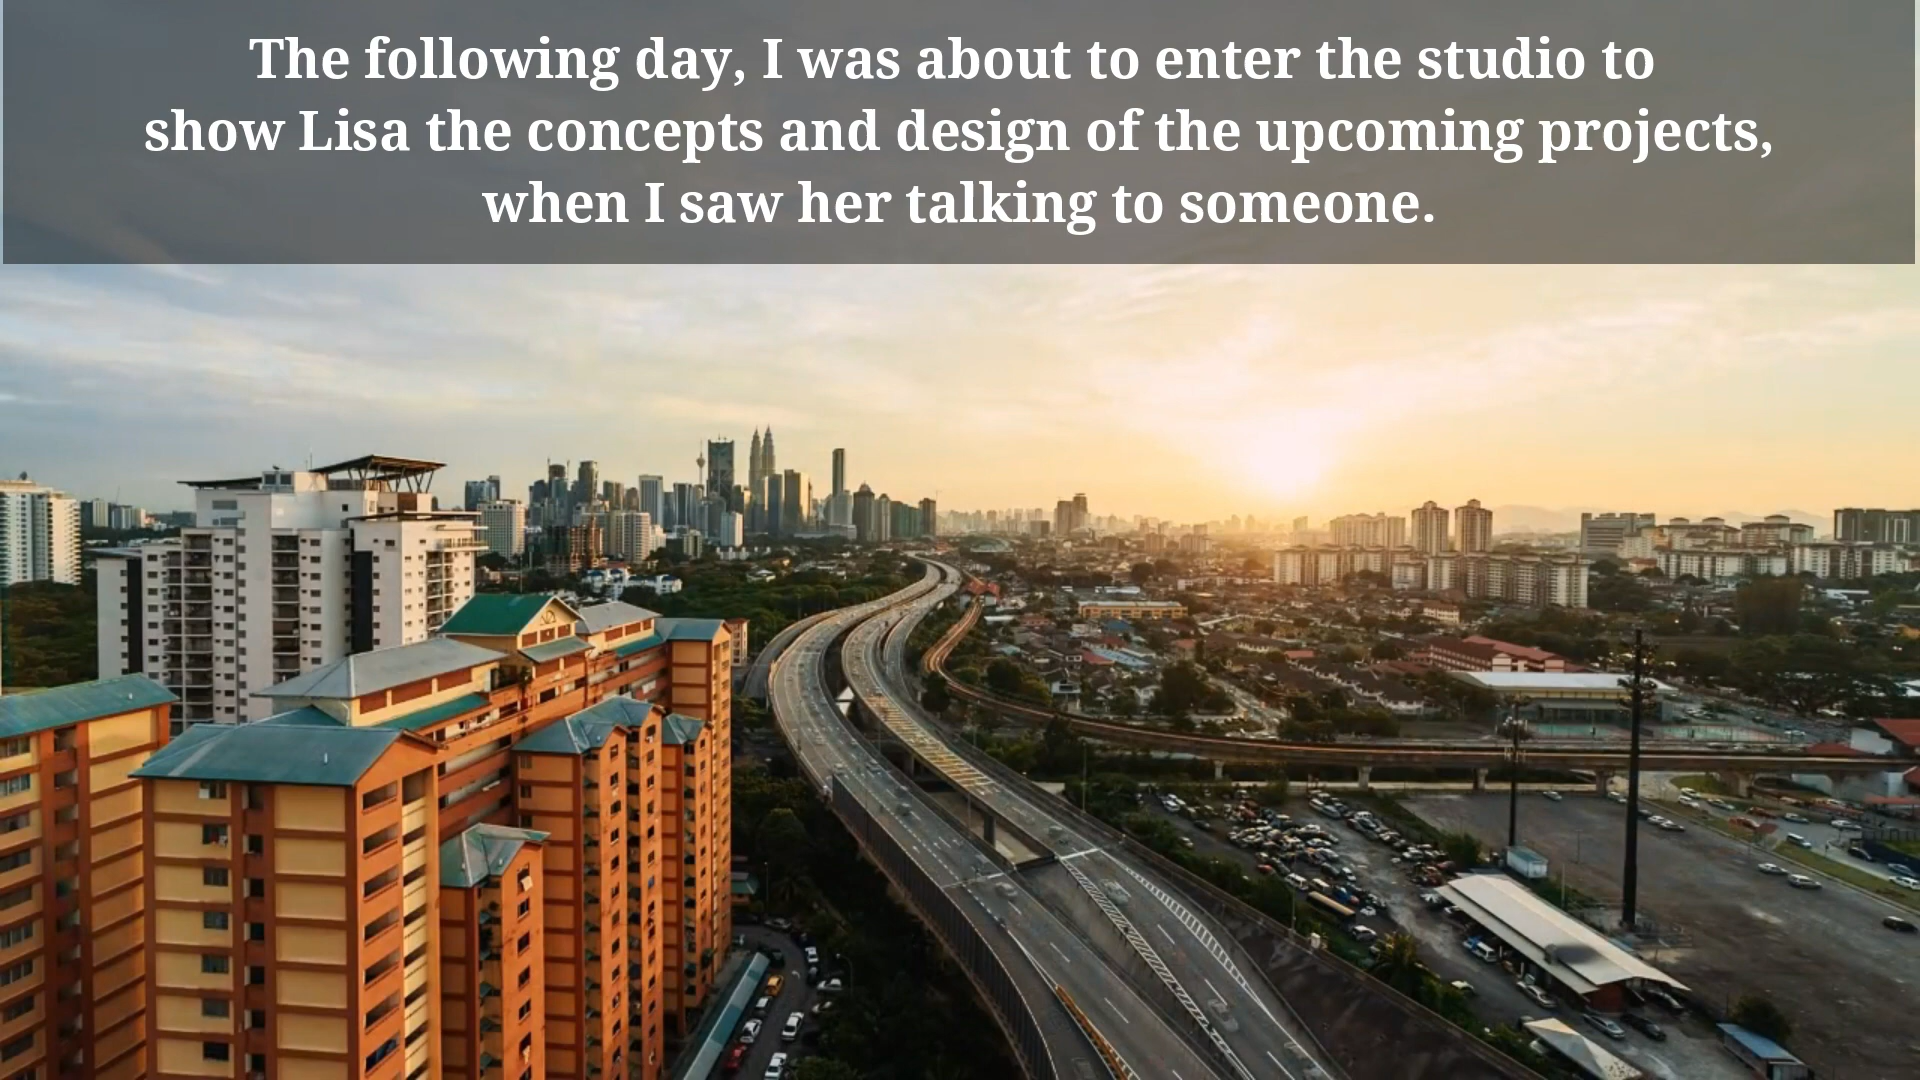 The following day, I was about to enter the studio to
show Lisa the concepts and design of the upcoming projects,
when I saw her talking to someone.